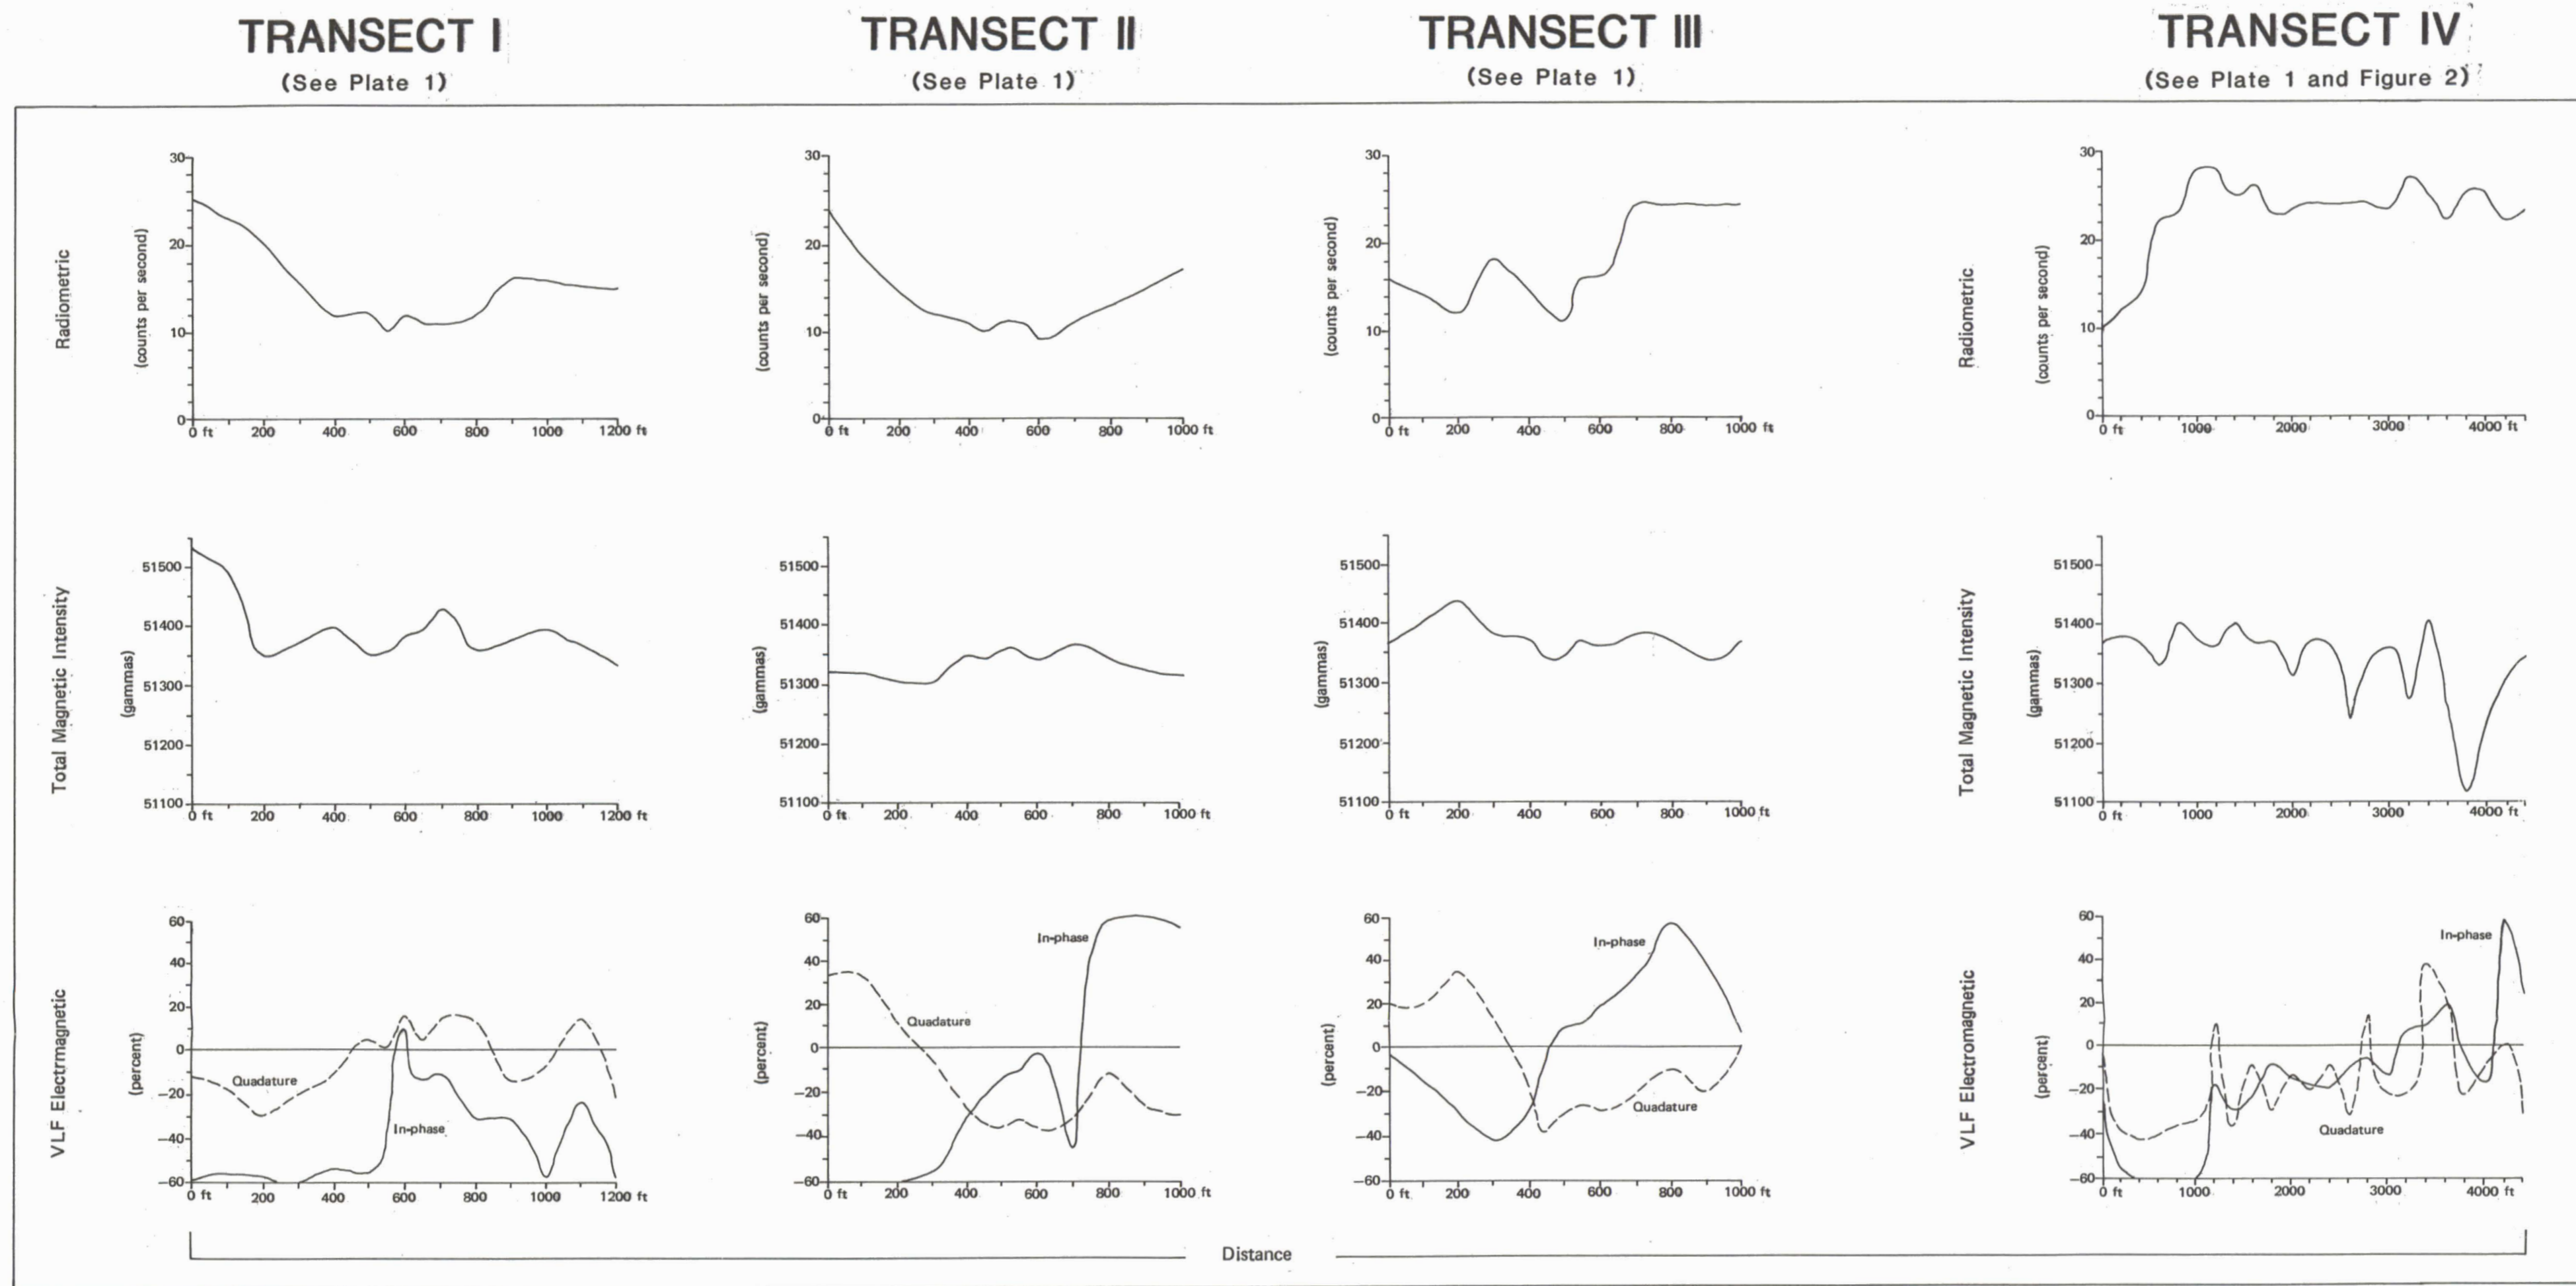 TRANSECT I
(See Plate 1)
TRANSECT II
(See Plate 1)
TRANSECT III
(See Plate 1)
TRANSECT IV
(See Plate 1 and Figure 2)
Radiometric
(counts per second)
30
20
10
0
0 ft 200 400 600 800 1000 1200 ft
(counts per second)
30
20
10
0
0 ft 200 400 600 800 1000 ft
(counts per second)
30
20
10
0
0 ft 200 400 600 800 1000 ft
Radiometric
(counts per second)
30
20
10
0
0 ft 1000 2000 3000 4000 ft
Total Magnetic Intensity
(gammas)
51500
51400
51300
51200
51100
0 ft 200 400 600 800 1000 1200 ft
(gammas)
51500
51400
51300
51200
51100
0 ft 200 400 600 800 1000 ft
(gammas)
51500
51400
51300
51200
51100
0 ft 200 400 600 800 1000 ft
Total Magnetic Intensity
(gammas)
51500
51400
51300
51200
51100
0 ft 1000 2000 3000 4000 ft
VLF Electrmagnetic
(percent)
60
40
20
0
−20
−40
−60
Quadature
In-phase
0 ft 200 400 600 800 1000 1200 ft
(percent)
60
40
20
0
−20
−40
−60
In-phase
Quadature
0 ft 200 400 600 800 1000 ft
(percent)
60
40
20
0
−20
−40
−60
In-phase
Quadature
0 ft 200 400 600 800 1000 ft
VLF Electromagnetic
(percent)
60
40
20
0
−20
−40
−60
In-phase
Quadature
0 ft 1000 2000 3000 4000 ft
Distance